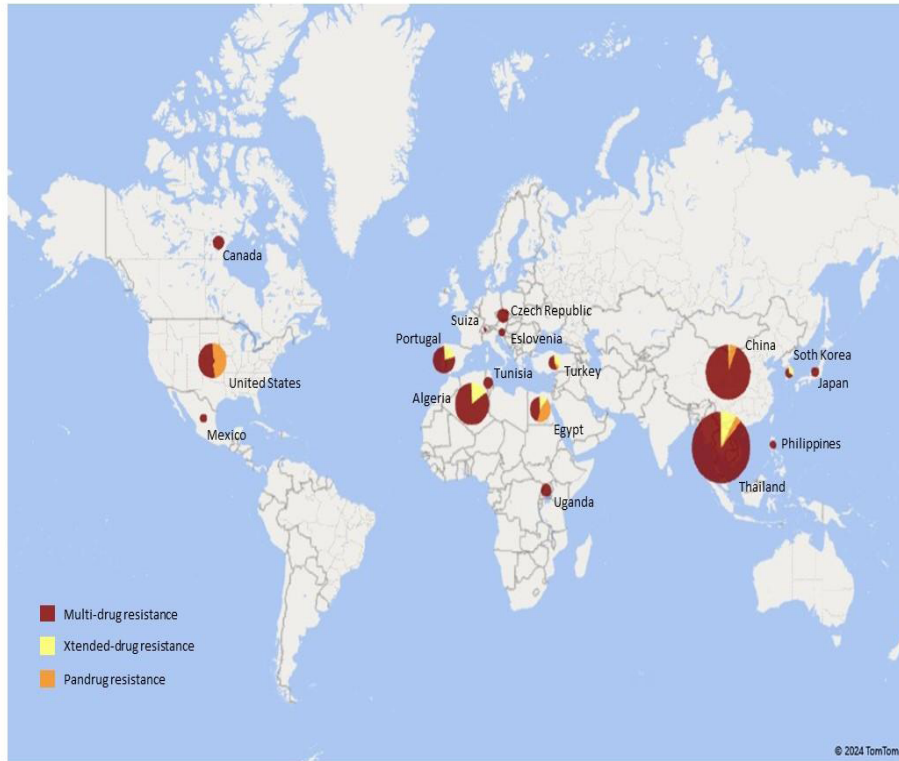 Canada
Czech Republic
Suiza
Eslovenia
Portugal
China
Soth Korea
United States
Tunisia
Turkey
Japan
Algeria
Mexico
Egypt
Philippines
Thailand
Uganda
Multi-drug resistance
Xtended-drug resistance
Pandrug resistance
© 2024 TomTom